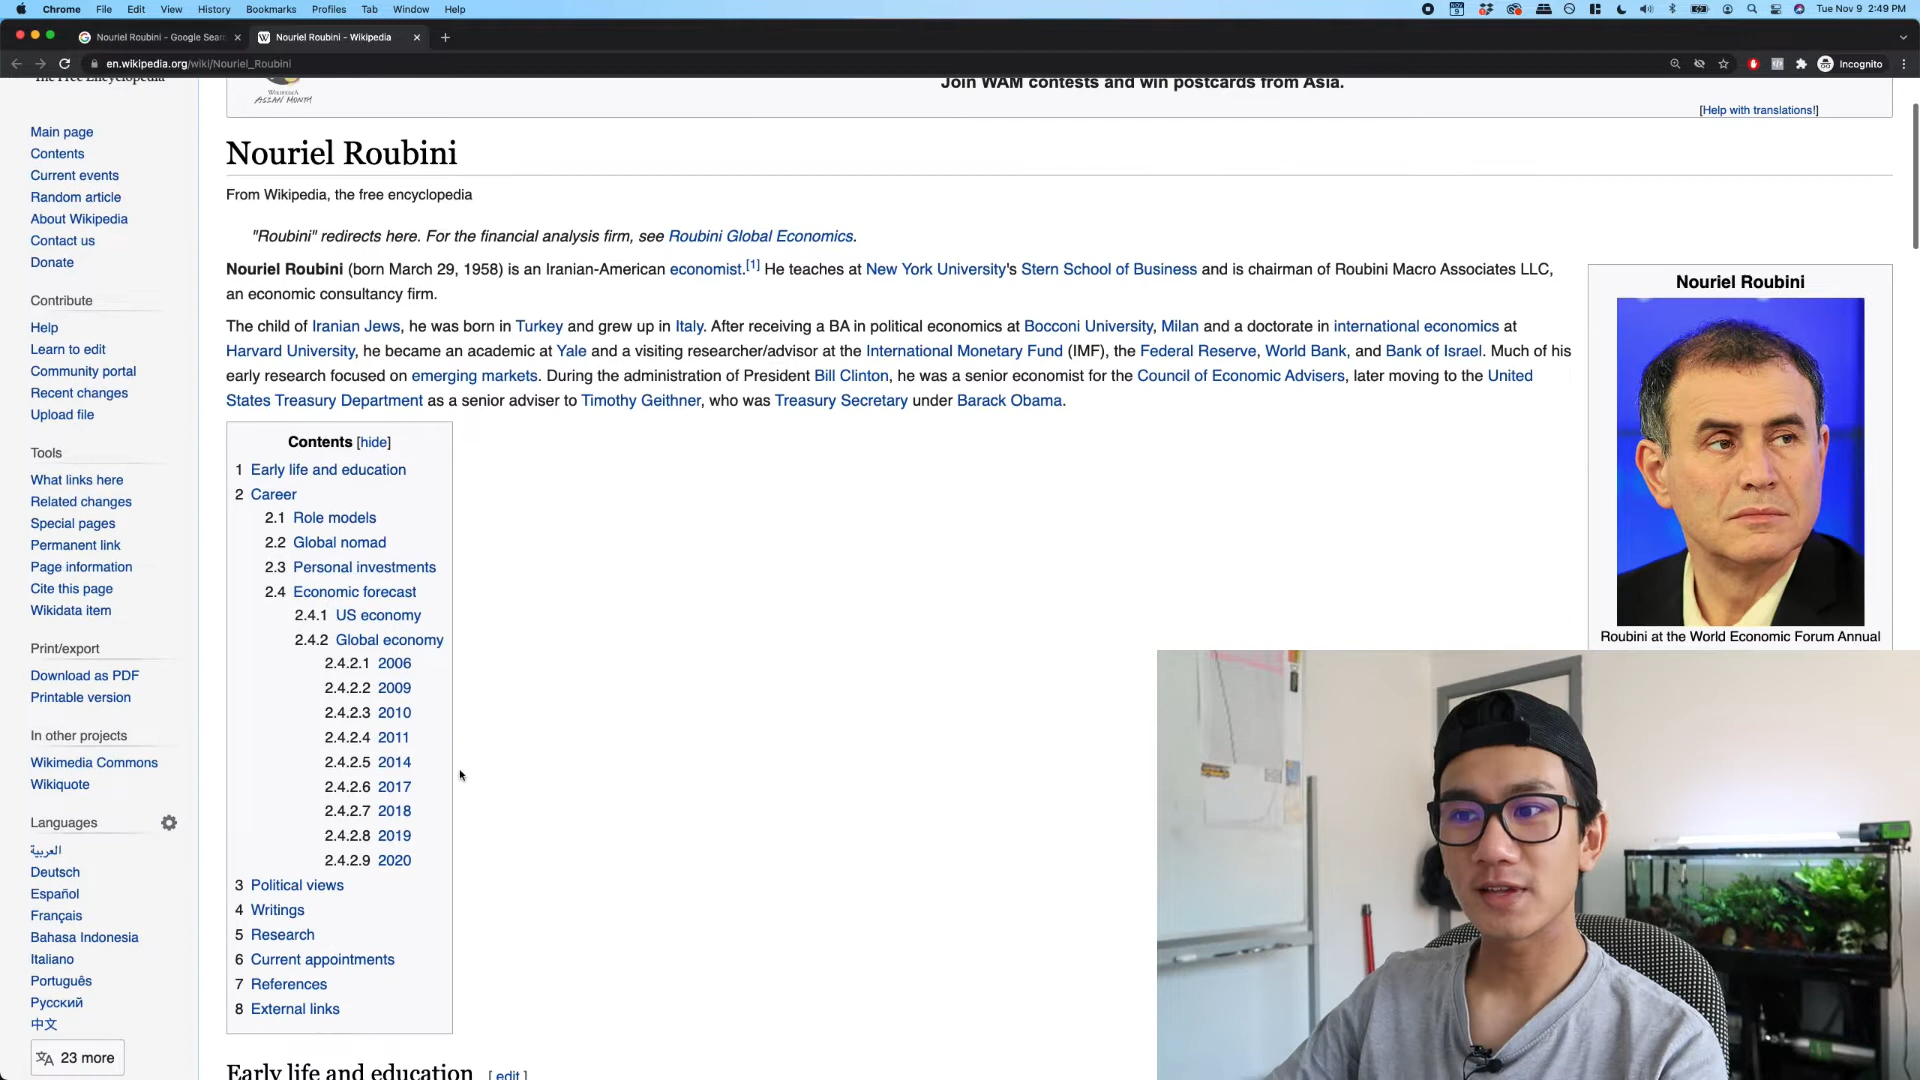 Chrome File Edit View History Bookmarks Profiles Tab Window Help Tue Nov 9 2:49 PM
Nouriel Roubini - Google Sear
Nouriel Roubini - Wikipedia
en.wikipedia.org/wiki/Nouriel_Roubini
Incognito
The Free Encyclopedia
Main page
Contents
Current events
Random article
About Wikipedia
Contact us
Donate
Contribute
Help
Learn to edit
Community portal
Recent changes
Upload file
Tools
What links here
Related changes
Special pages
Permanent link
Page information
Cite this page
Wikidata item
Print/export
Download as PDF
Printable version
In other projects
Wikimedia Commons
Wikiquote
Languages
العربية
Deutsch
Español
Français
Bahasa Indonesia
Italiano
Português
Русский
中文
23 more
WIKIPEDIA
ASIAN MONTH
Join WAM contests and win postcards from Asia.
[Help with translations!]
Nouriel Roubini
From Wikipedia, the free encyclopedia
"Roubini" redirects here. For the financial analysis firm, see Roubini Global Economics.
Nouriel Roubini (born March 29, 1958) is an Iranian-American economist.[1] He teaches at New York University's Stern School of Business and is chairman of Roubini Macro Associates LLC,
an economic consultancy firm.
The child of Iranian Jews, he was born in Turkey and grew up in Italy. After receiving a BA in political economics at Bocconi University, Milan and a doctorate in international economics at
Harvard University, he became an academic at Yale and a visiting researcher/advisor at the International Monetary Fund (IMF), the Federal Reserve, World Bank, and Bank of Israel. Much of his
early research focused on emerging markets. During the administration of President Bill Clinton, he was a senior economist for the Council of Economic Advisers, later moving to the United
States Treasury Department as a senior adviser to Timothy Geithner, who was Treasury Secretary under Barack Obama.
Contents [hide]
1 Early life and education
2 Career
2.1 Role models
2.2 Global nomad
2.3 Personal investments
2.4 Economic forecast
2.4.1 US economy
2.4.2 Global economy
2.4.2.1 2006
2.4.2.2 2009
2.4.2.3 2010
2.4.2.4 2011
2.4.2.5 2014
2.4.2.6 2017
2.4.2.7 2018
2.4.2.8 2019
2.4.2.9 2020
3 Political views
4 Writings
5 Research
6 Current appointments
7 References
8 External links
Early life and education [ edit ]
Nouriel Roubini
Roubini at the World Economic Forum Annual